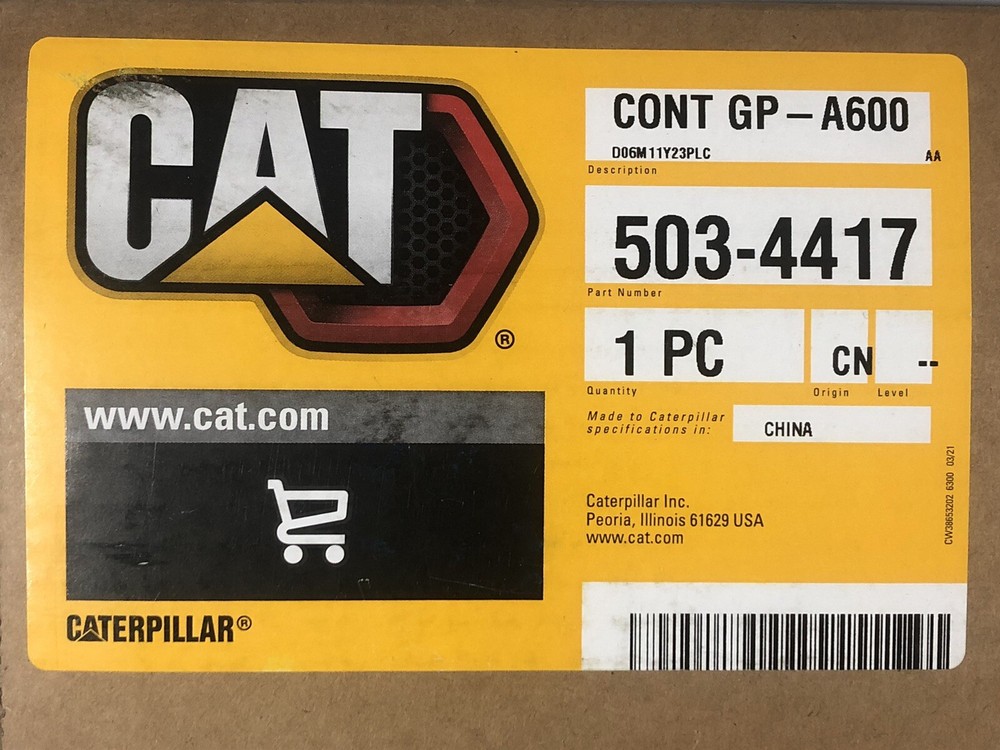 CAT
®
www.cat.com
CATERPILLAR®
CONT GP – A600
D06M11Y23PLC AA
Description
503-4417
Part Number
1 PC CN --
Quantity Origin Level
Made to Caterpillar
specifications in:
CHINA
Caterpillar Inc.
Peoria, Illinois 61629 USA
www.cat.com
CW38653202 6300 03/21